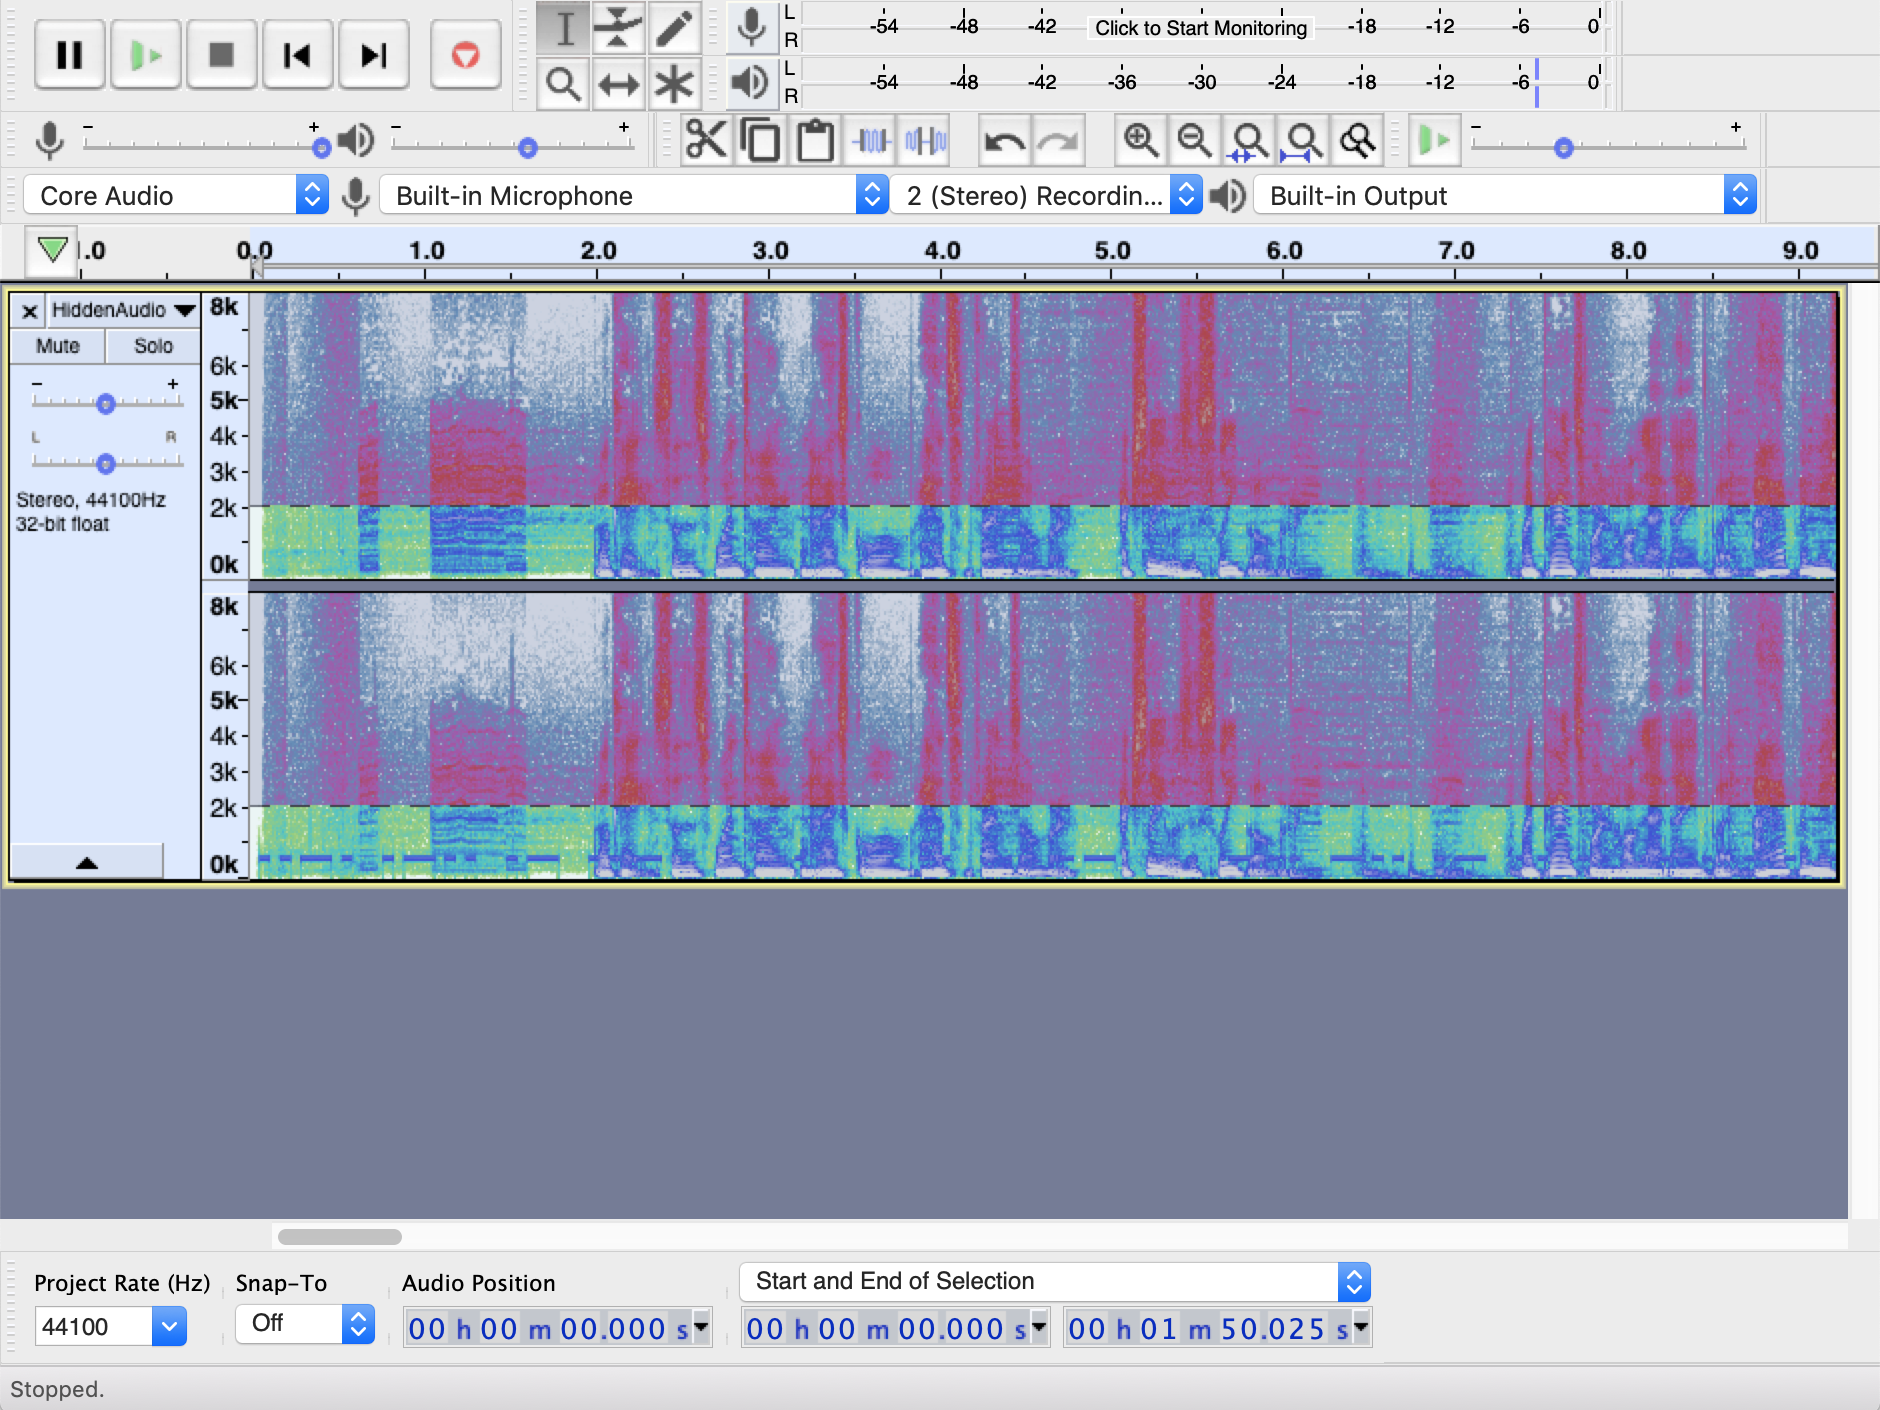 L -54 -48 -42 Click to Start Monitoring -18 -12 -6 0
R
L -54 -48 -42 -36 -30 -24 -18 -12 -6 0
R
- + - + - +
Core Audio Built-in Microphone 2 (Stereo) Recordin... Built-in Output
1.0 0.0 1.0 2.0 3.0 4.0 5.0 6.0 7.0 8.0 9.0
x HiddenAudio 8k
Mute Solo
6k
- +
5k
L R
4k
3k
Stereo, 44100Hz
2k
32-bit float
0k
8k
6k
5k
4k
3k
2k
0k
Project Rate (Hz) Snap-To Audio Position Start and End of Selection
44100 Off 00 h 00 m 00.000 s 00 h 00 m 00.000 s 00 h 01 m 50.025 s
Stopped.